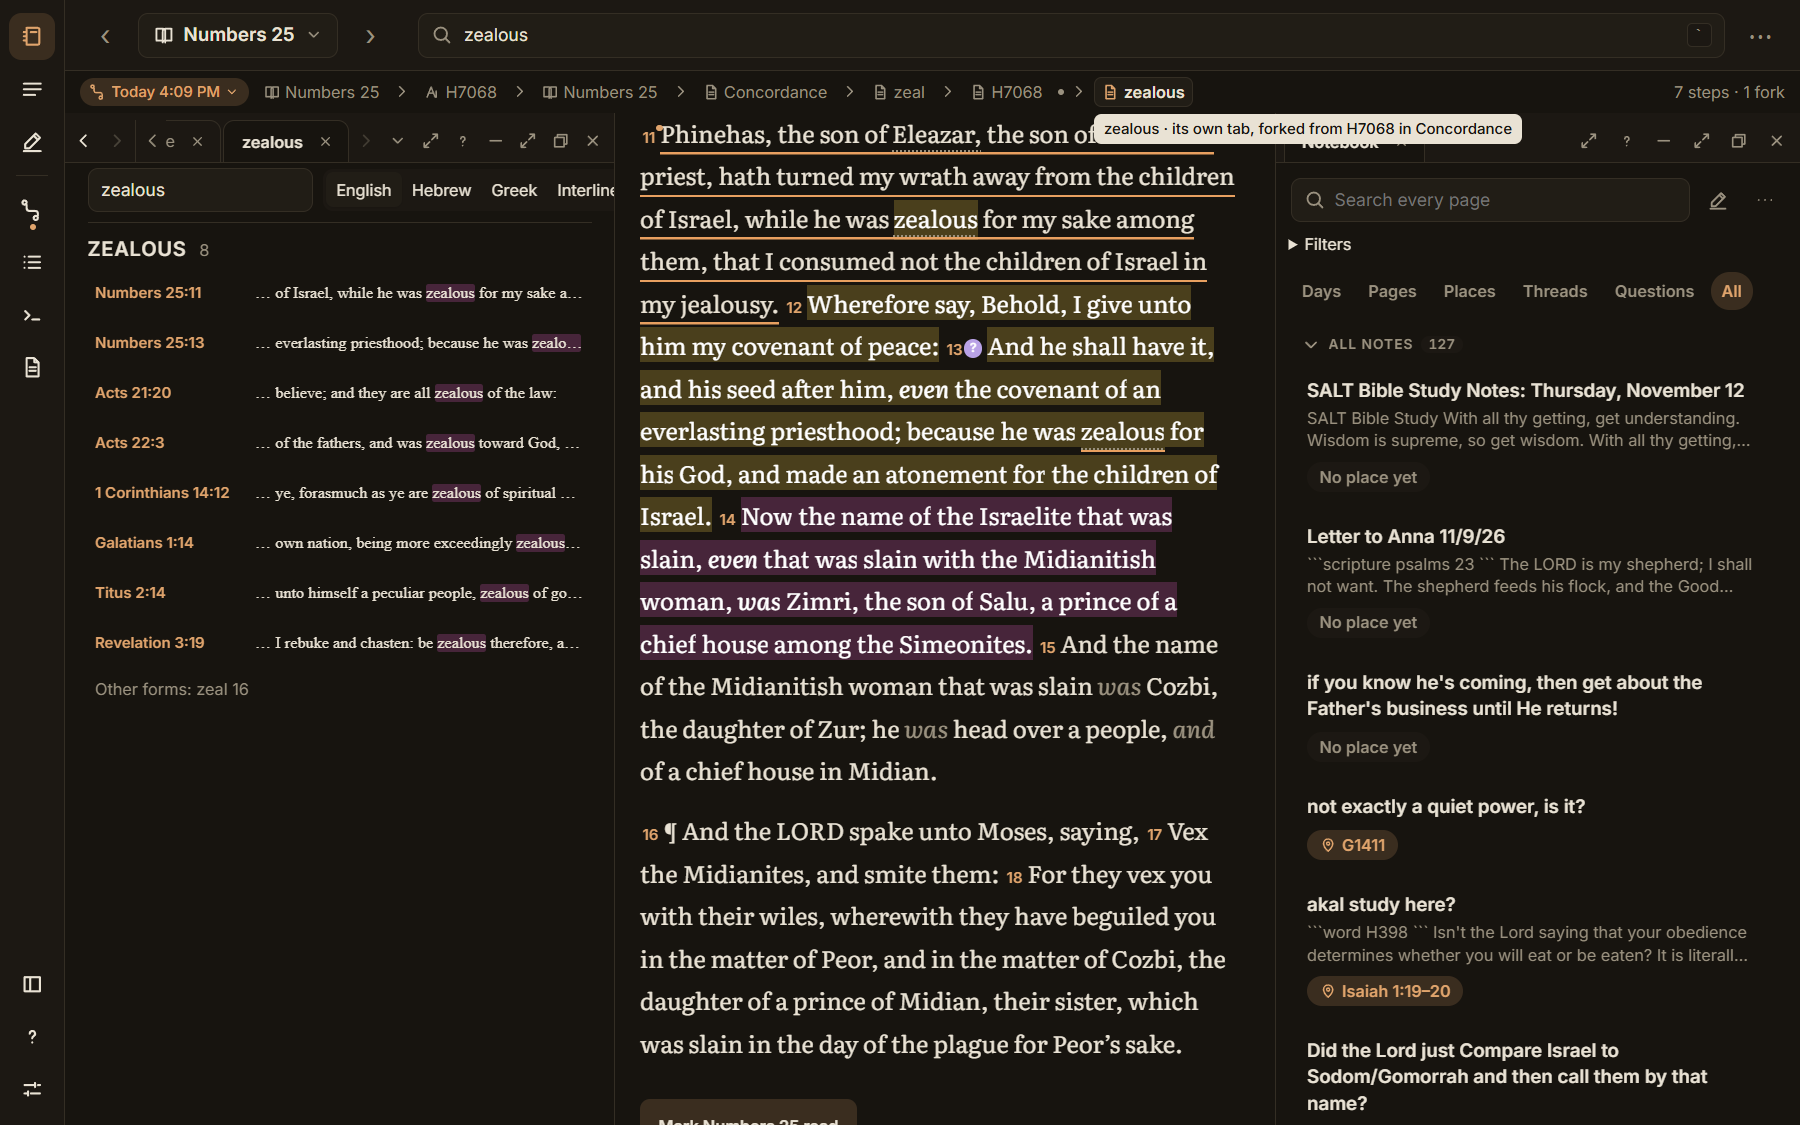 Numbers 25
zealous
`
Today 4:09 PM
Numbers 25
H7068
Numbers 25
Concordance
zeal
H7068
zealous
7 steps · 1 fork
zealous · its own tab, forked from H7068 in Concordance
e
zealous
?
zealous
English
Hebrew
Greek
Interline
ZEALOUS 8
Numbers 25:11 ... of Israel, while he was zealous for my sake a...
Numbers 25:13 ... everlasting priesthood; because he was zealo...
Acts 21:20 ... believe; and they are all zealous of the law:
Acts 22:3 ... of the fathers, and was zealous toward God, ...
1 Corinthians 14:12 ... ye, forasmuch as ye are zealous of spiritual ...
Galatians 1:14 ... own nation, being more exceedingly zealous...
Titus 2:14 ... unto himself a peculiar people, zealous of go...
Revelation 3:19 ... I rebuke and chasten: be zealous therefore, a...
Other forms: zeal 16
11 Phinehas, the son of Eleazar, the son of
priest, hath turned my wrath away from the children
of Israel, while he was zealous for my sake among
them, that I consumed not the children of Israel in
my jealousy. 12 Wherefore say, Behold, I give unto
him my covenant of peace: 13 ? And he shall have it,
and his seed after him, even the covenant of an
everlasting priesthood; because he was zealous for
his God, and made an atonement for the children of
Israel. 14 Now the name of the Israelite that was
slain, even that was slain with the Midianitish
woman, was Zimri, the son of Salu, a prince of a
chief house among the Simeonites. 15 And the name
of the Midianitish woman that was slain was Cozbi,
the daughter of Zur; he was head over a people, and
of a chief house in Midian.
16 ¶ And the LORD spake unto Moses, saying, 17 Vex
the Midianites, and smite them: 18 For they vex you
with their wiles, wherewith they have beguiled you
in the matter of Peor, and in the matter of Cozbi, the
daughter of a prince of Midian, their sister, which
was slain in the day of the plague for Peor's sake.
Mark Numbers 25 read
Notebook
?
Search every page
Filters
Days
Pages
Places
Threads
Questions
All
ALL NOTES 127
SALT Bible Study Notes: Thursday, November 12
SALT Bible Study With all thy getting, get understanding.
Wisdom is supreme, so get wisdom. With all thy getting,...
No place yet
Letter to Anna 11/9/26
```scripture psalms 23 ``` The LORD is my shepherd; I shall
not want. The shepherd feeds his flock, and the Good...
No place yet
if you know he's coming, then get about the
Father's business until He returns!
No place yet
not exactly a quiet power, is it?
G1411
akal study here?
```word H398 ``` Isn't the Lord saying that your obedience
determines whether you will eat or be eaten? It is literall...
Isaiah 1:19–20
Did the Lord just Compare Israel to
Sodom/Gomorrah and then call them by that
name?
?